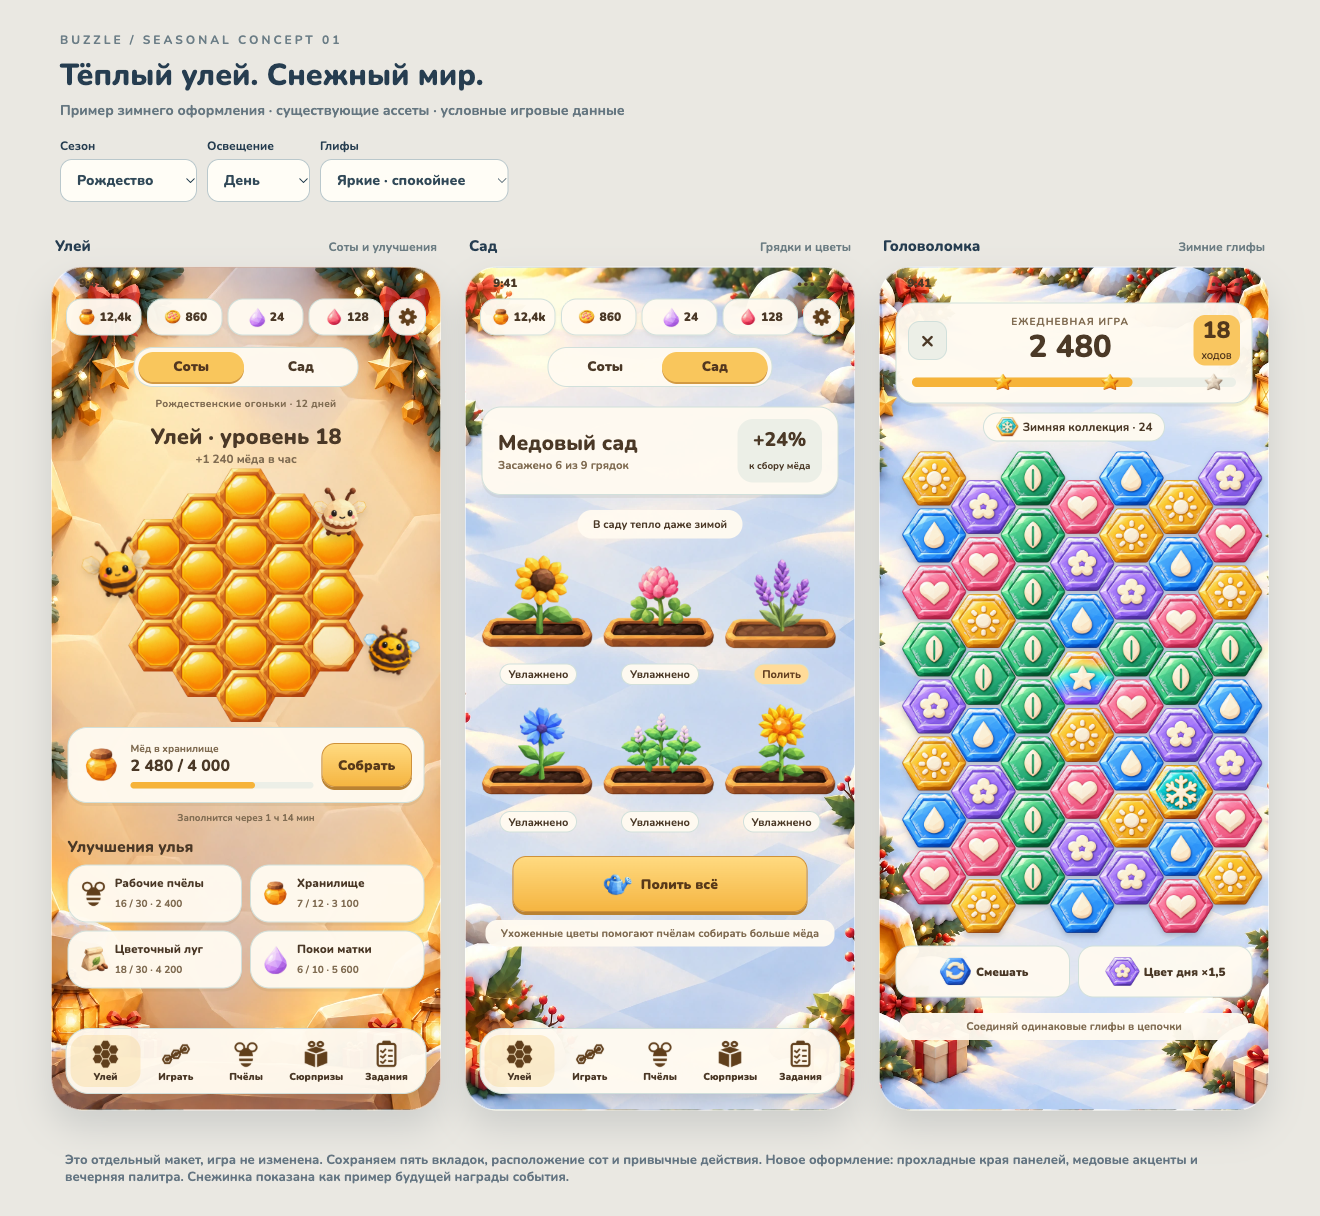 BUZZLE / SEASONAL CONCEPT 01
Тёплый улей. Снежный мир.
Пример зимнего оформления · существующие ассеты · условные игровые данные
Сезон
Освещение
Глифы
Рождество
День
Яркие · спокойнее
Улей
Соты и улучшения
12,4k
860
24
128
Соты
Сад
Рождественские огоньки · 12 дней
Улей · уровень 18
+1 240 мёда в час
Мёд в хранилище
2 480 / 4 000
Собрать
Заполнится через 1 ч 14 мин
Улучшения улья
Рабочие пчёлы
16 / 30 · 2 400
Хранилище
7 / 12 · 3 100
Цветочный луг
18 / 30 · 4 200
Покои матки
6 / 10 · 5 600
Улей
Играть
Пчёлы
Сюрпризы
Задания
Сад
Грядки и цветы
9:41
12,4k
860
24
128
Соты
Сад
Медовый сад
Засажено 6 из 9 грядок
+24%
к сбору мёда
В саду тепло даже зимой
Увлажнено
Увлажнено
Полить
Увлажнено
Увлажнено
Увлажнено
Полить всё
Ухоженные цветы помогают пчёлам собирать больше мёда
Улей
Играть
Пчёлы
Сюрпризы
Задания
Головоломка
Зимние глифы
9:41
×
ЕЖЕДНЕВНАЯ ИГРА
2 480
18
ходов
Зимняя коллекция · 24
Смешать
Цвет дня ×1,5
Соединяй одинаковые глифы в цепочки
Это отдельный макет, игра не изменена. Сохраняем пять вкладок, расположение сот и привычные действия. Новое оформление: прохладные края панелей, медовые акценты и
вечерняя палитра. Снежинка показана как пример будущей награды события.